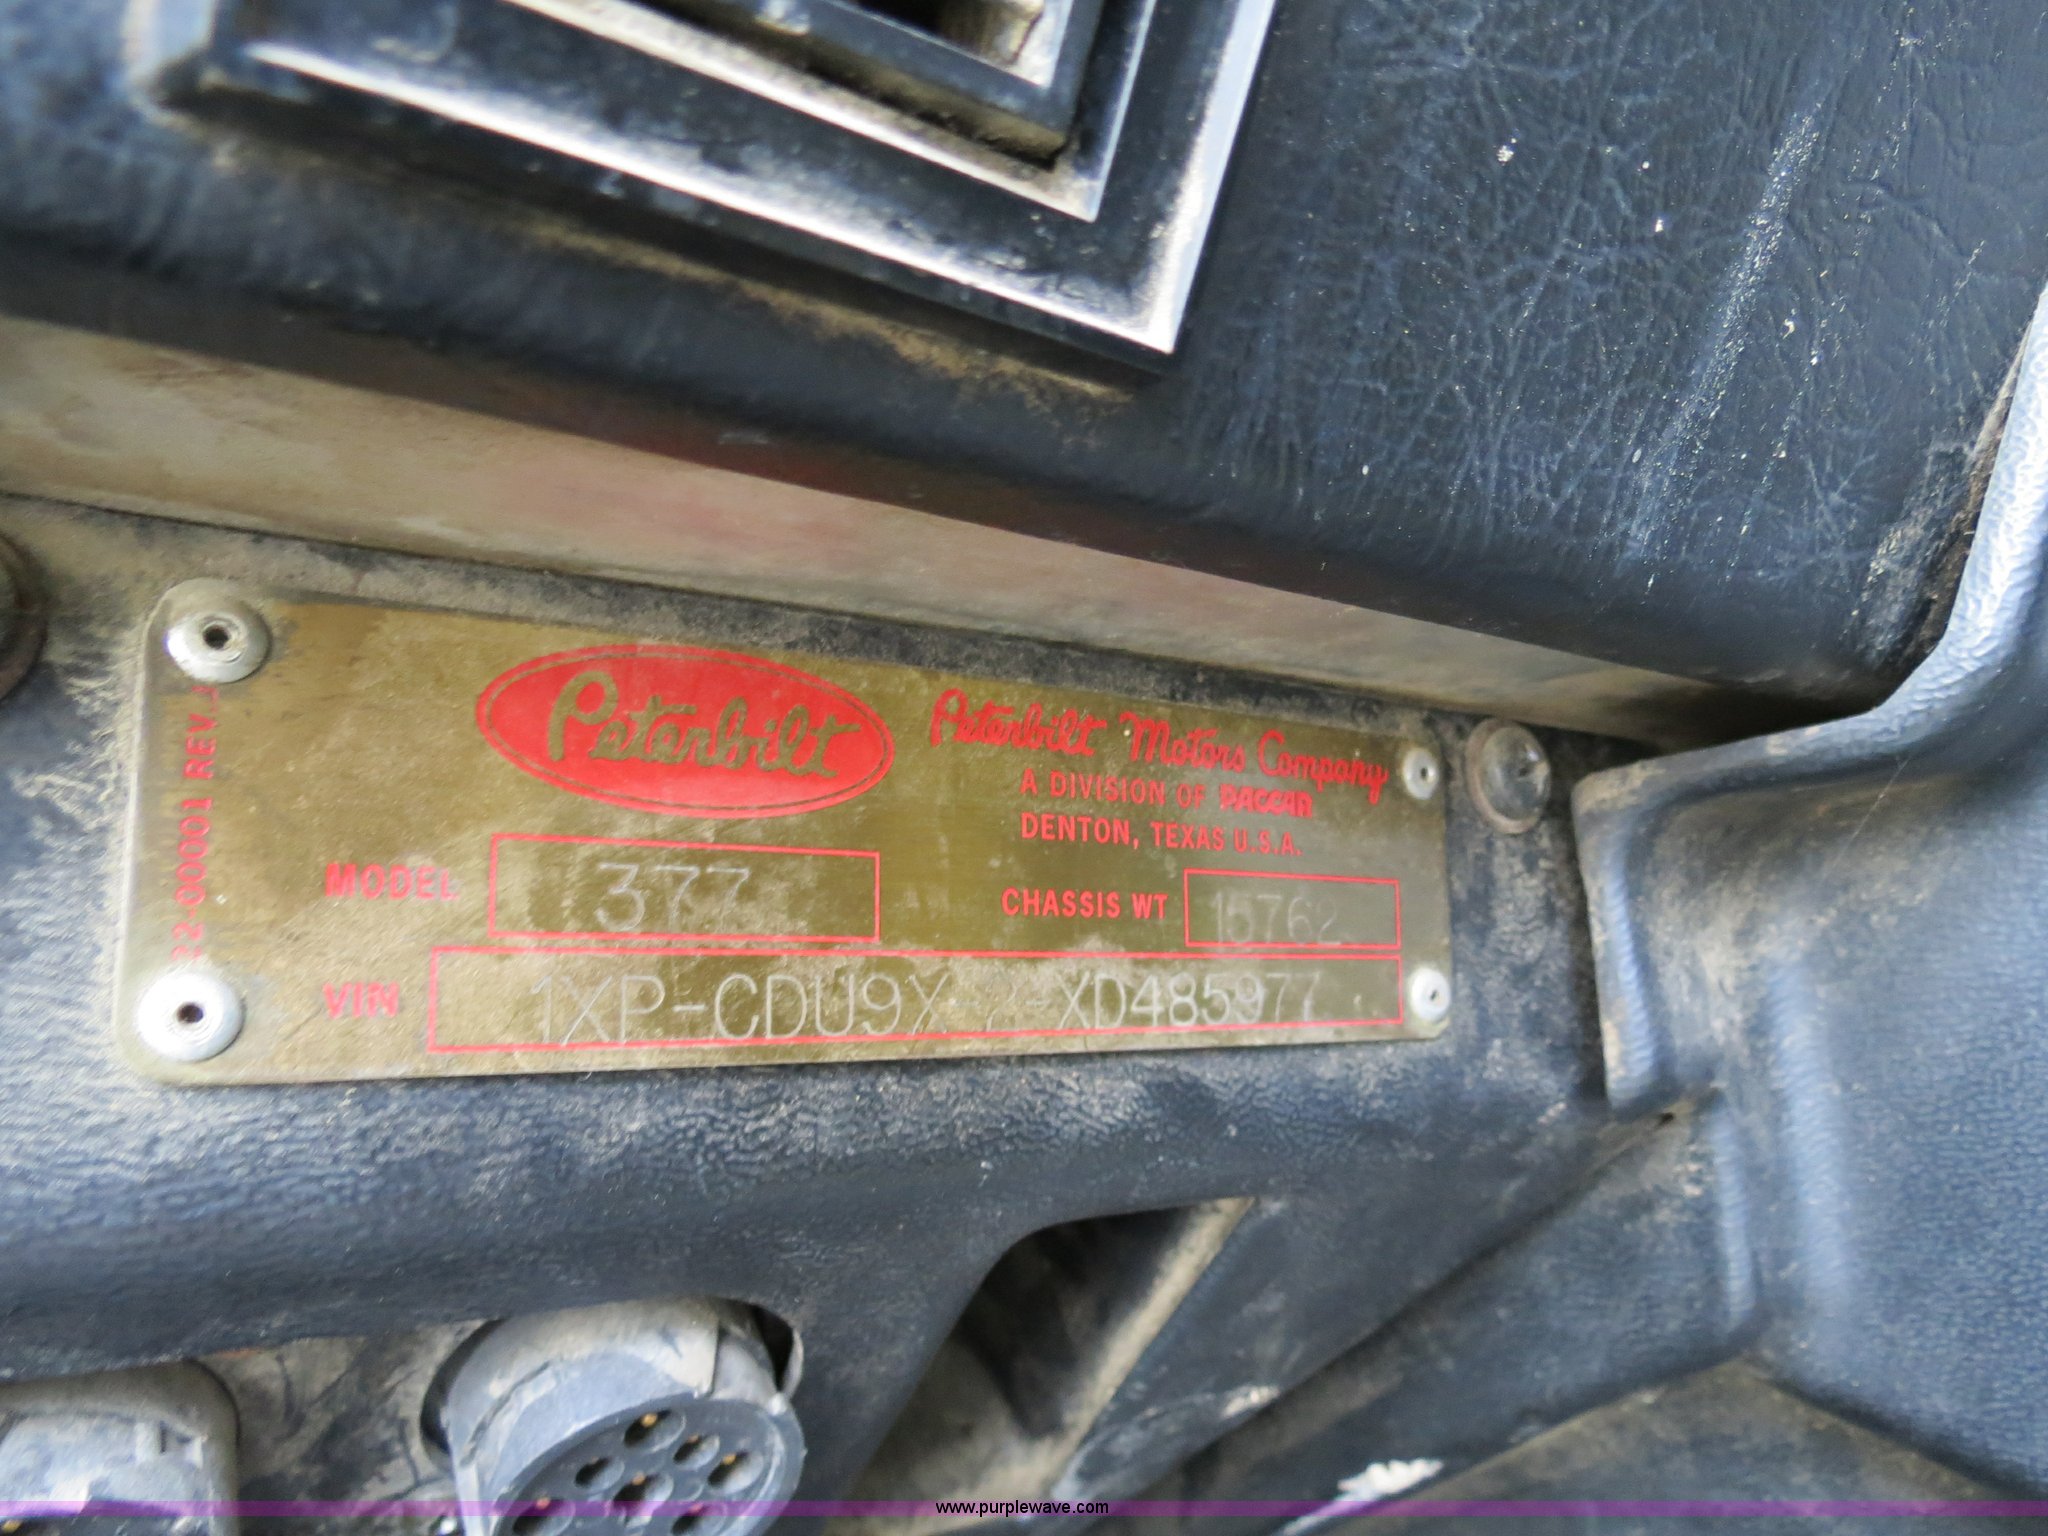 Peterbilt
Peterbilt Motors Company
A DIVISION OF PACCAR
DENTON, TEXAS U.S.A.
MODEL 377
CHASSIS WT 15762
VIN 1XP-CDU9X- -XD485977
22-00001 REV.J
www.purplewave.com